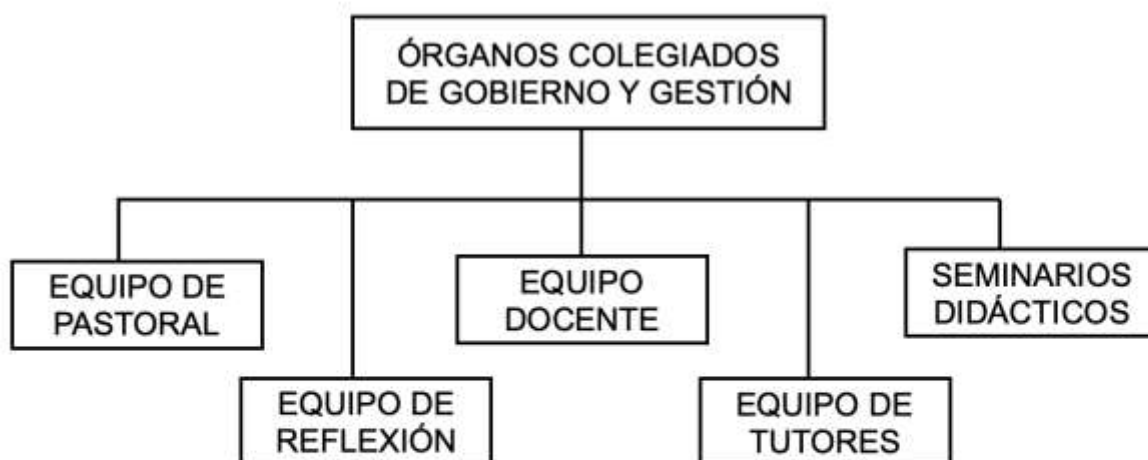 ÓRGANOS COLEGIADOS
DE GOBIERNO Y GESTIÓN
EQUIPO DE
PASTORAL
EQUIPO DE
REFLEXIÓN
EQUIPO
DOCENTE
EQUIPO DE
TUTORES
SEMINARIOS
DIDÁCTICOS